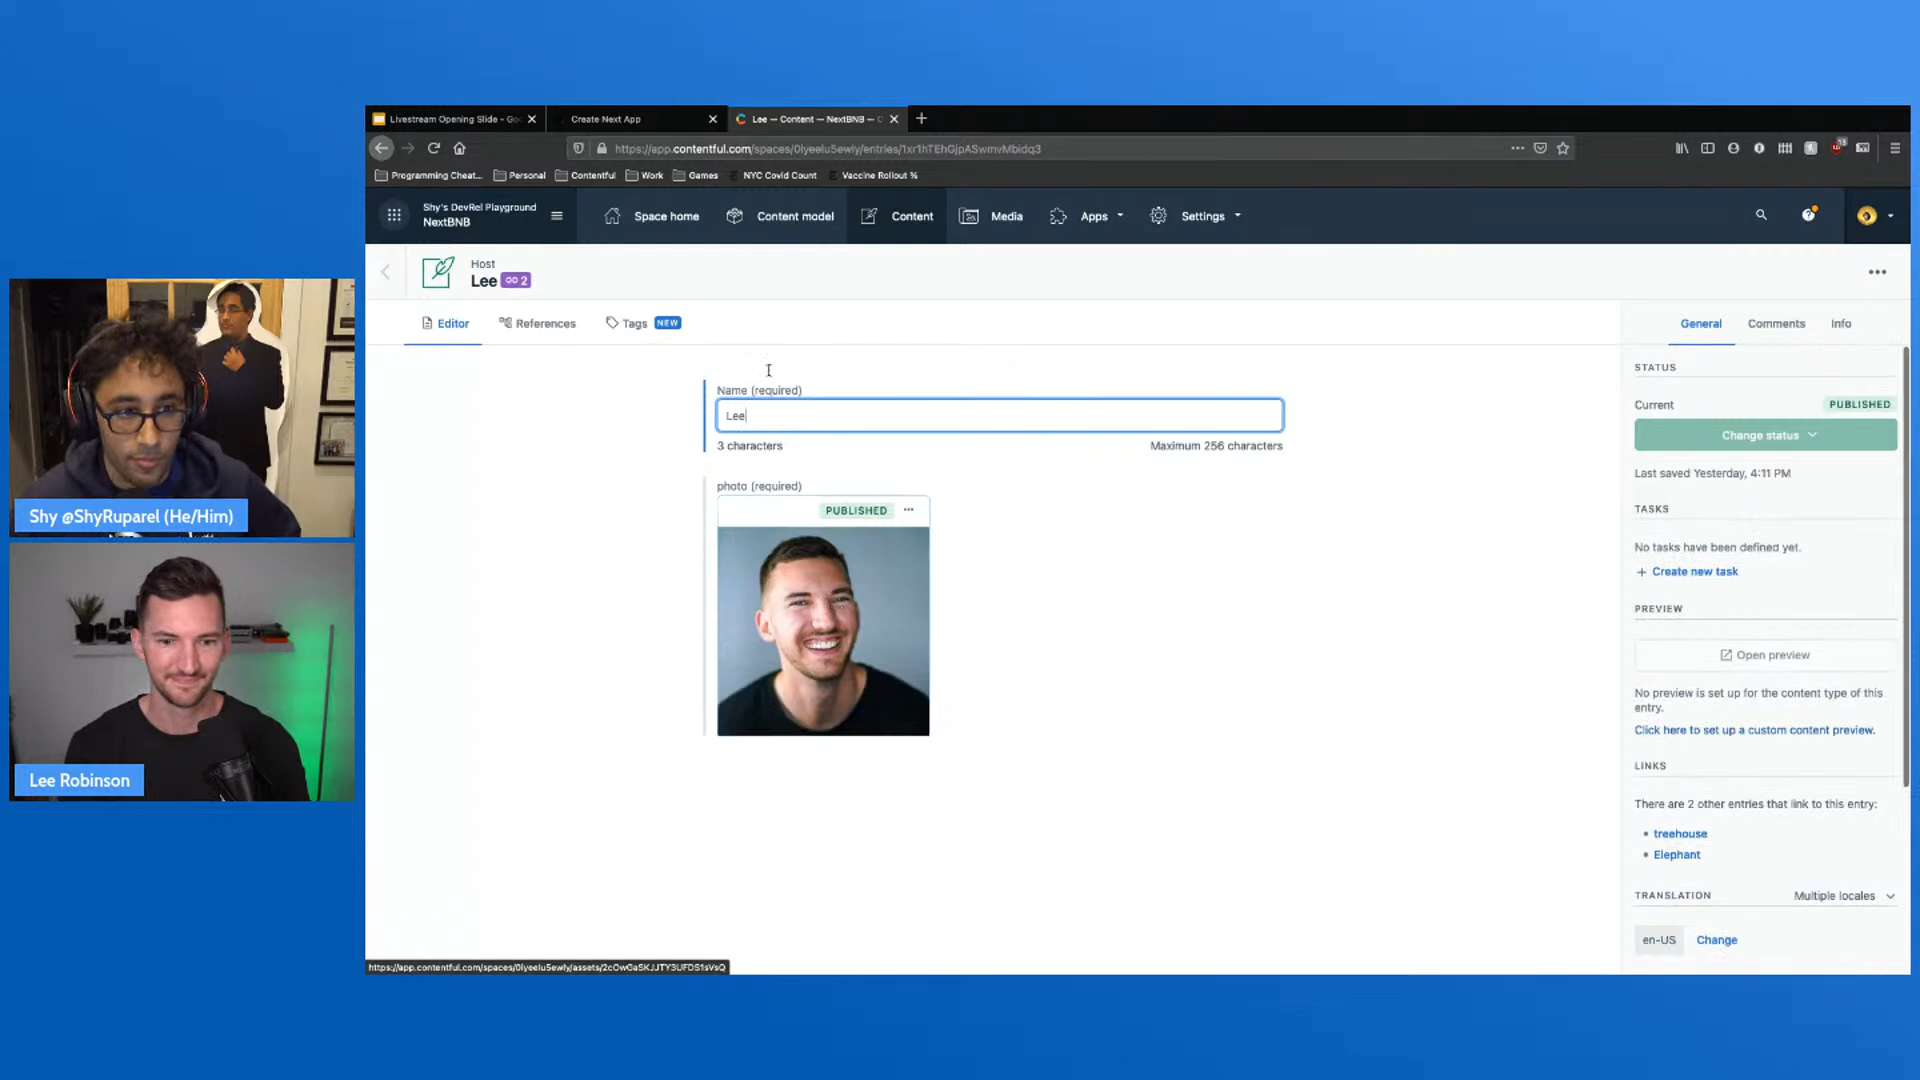 Livestream Opening Slide - Go
Create Next App
Lee — Content — NextBNB — C
https://app.contentful.com/spaces/0iyeelu5ewly/entries/1xr1hTEhGjpASwmvMbidq3
Programming Cheat...
Personal
Contentful
Work
Games
NYC Covid Count
Vaccine Rollout %
Shy's DevRel Playground
NextBNB
Space home
Content model
Content
Media
Apps
Settings
Host
Lee 2
Editor
References
Tags NEW
General
Comments
Info
Name (required)
Lee
3 characters
Maximum 256 characters
photo (required)
PUBLISHED
STATUS
Current
PUBLISHED
Change status
Last saved Yesterday, 4:11 PM
TASKS
No tasks have been defined yet.
+ Create new task
PREVIEW
Open preview
No preview is set up for the content type of this
entry.
Click here to set up a custom content preview.
LINKS
There are 2 other entries that link to this entry:
• treehouse
• Elephant
TRANSLATION
Multiple locales
en-US
Change
Shy @ShyRuparel (He/Him)
Lee Robinson